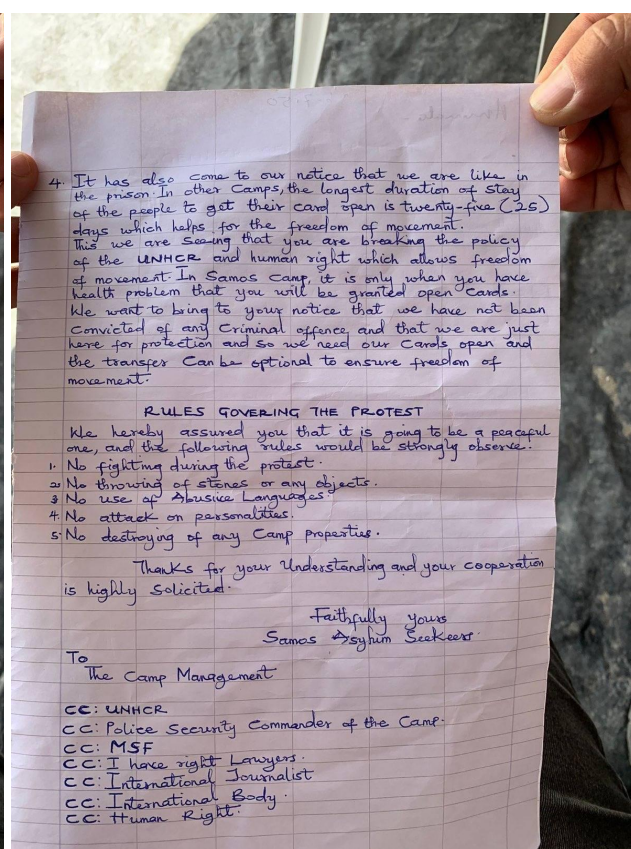 4. It has also come to our notice that we are like in
the prison. In other Camps, the longest duration of stay
of the people to get their card open is twenty-five (25)
days which helps for the freedom of movement.
This we are seeing that you are breaking the policy
of the UNHCR and human right which allows freedom
of movement. In Samos camp, it is only when you have
health problem that you will be granted open cards.
We want to bring to your notice that we have not been
convicted of any Criminal offence and that we are just
here for protection and so we need our Cards open and
the transfer Can be optional to ensure freedom of
movement.
RULES GOVERING THE PROTEST
We hereby assured you that it is going to be a peaceful
one, and the following rules would be strongly observe.
1. No fighting during the protest.
2. No throwing of stones or any objects.
3 No use of Abusive Languages.
4. No attack on personalities.
5. No destroying of any Camp properties.
Thanks for your Understanding and your cooperation
is highly solicited.
Faithfully yours
Samos Asylum Seekers.
To
The Camp Management
CC: UNHCR
CC: Police Security Commander of the Camp.
CC: MSF
CC: I have right Lawyers.
CC: International Journalist
CC: International Body.
CC: Human Right.